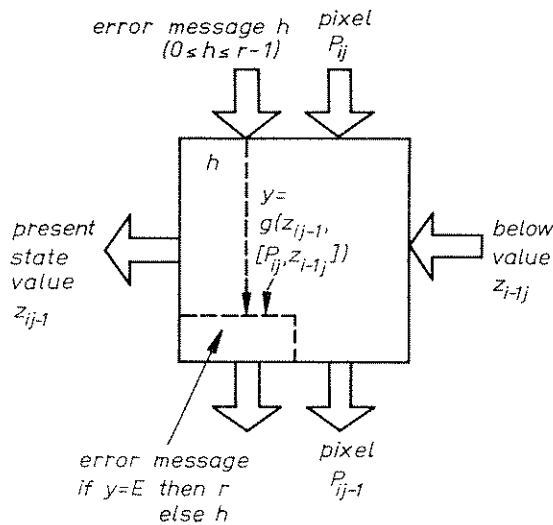 error message h
(0≤h≤r-1)
pixel
P_ij
h
y=
g(z_ij-1,
[P_ij,z_i-1j])
present
state
value
z_ij-1
below
value
z_i-1j
error message
if y=E then r
else h
pixel
P_ij-1